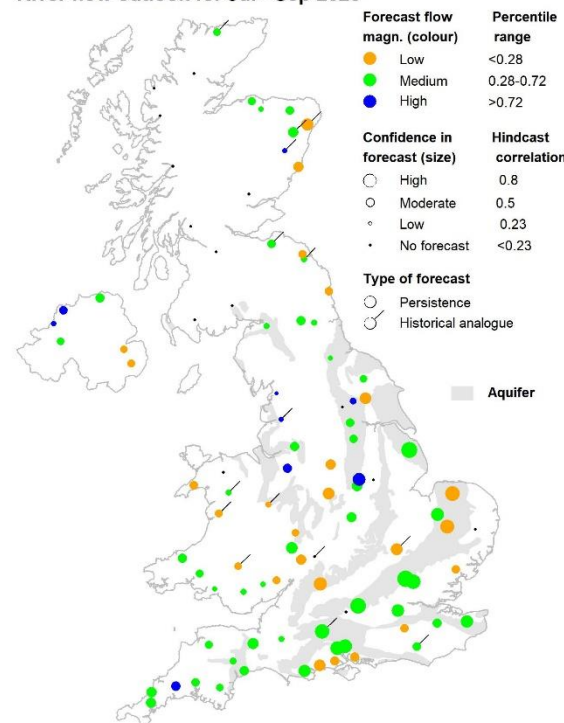 Forecast flow magn. (colour) Percentile range
Low <0.28
Medium 0.28-0.72
High >0.72
Confidence in forecast (size) Hindcast correlation
High 0.8
Moderate 0.5
Low 0.23
No forecast <0.23
Type of forecast
Persistence
Historical analogue
Aquifer